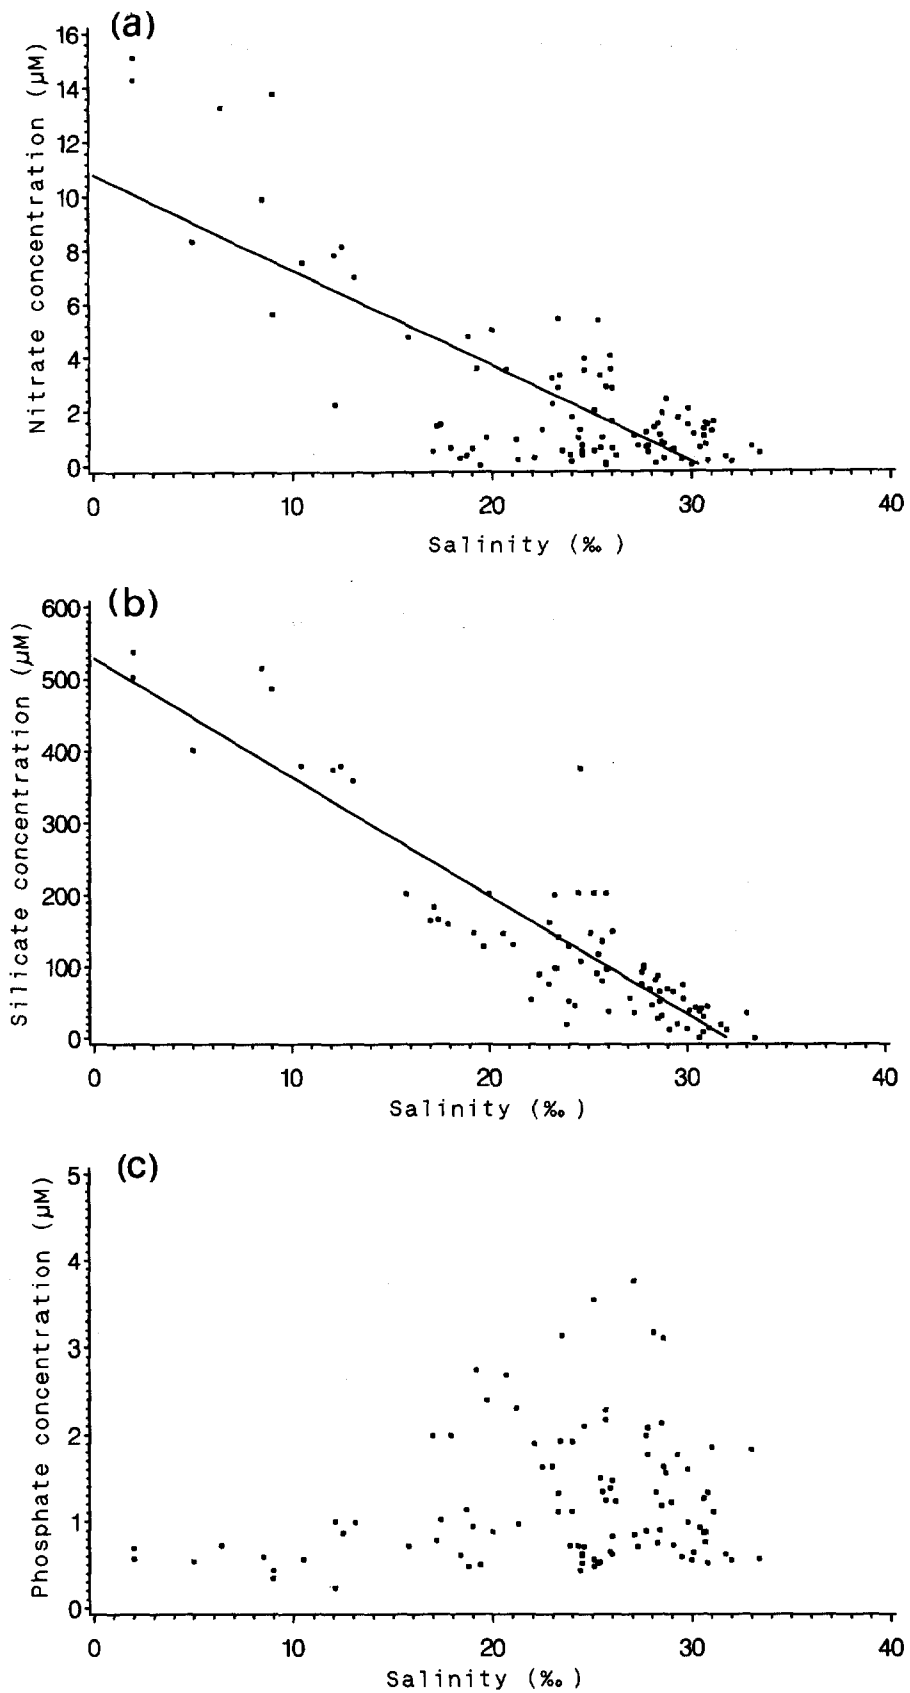 (a)
Nitrate concentration (µM)
16
14
12
10
8
6
4
2
0
0 10 20 30 40
Salinity (‰ )
(b)
Silicate concentration (µM)
600
500
400
300
200
100
0
0 10 20 30 40
Salinity (‰ )
(c)
Phosphate concentration (µM)
5
4
3
2
1
0
0 10 20 30 40
Salinity (‰ )